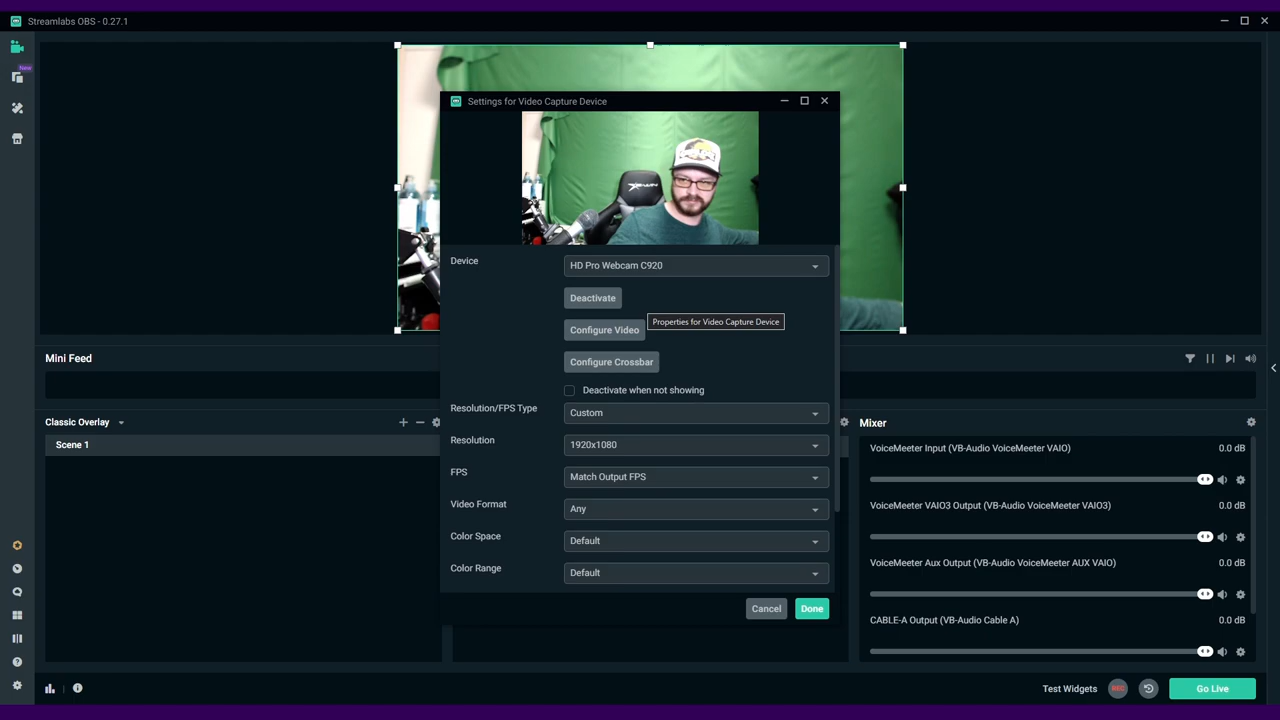 Streamlabs OBS - 0.27.1
New
Settings for Video Capture Device
Device
HD Pro Webcam C920
Deactivate
Configure Video
Properties for Video Capture Device
Configure Crossbar
Deactivate when not showing
Resolution/FPS Type
Custom
Resolution
1920x1080
FPS
Match Output FPS
Video Format
Any
Color Space
Default
Color Range
Default
Cancel
Done
Mini Feed
Classic Overlay
Scene 1
Mixer
VoiceMeeter Input (VB-Audio VoiceMeeter VAIO)
0.0 dB
VoiceMeeter VAIO3 Output (VB-Audio VoiceMeeter VAIO3)
0.0 dB
VoiceMeeter Aux Output (VB-Audio VoiceMeeter AUX VAIO)
0.0 dB
CABLE-A Output (VB-Audio Cable A)
0.0 dB
Test Widgets
REC
Go Live